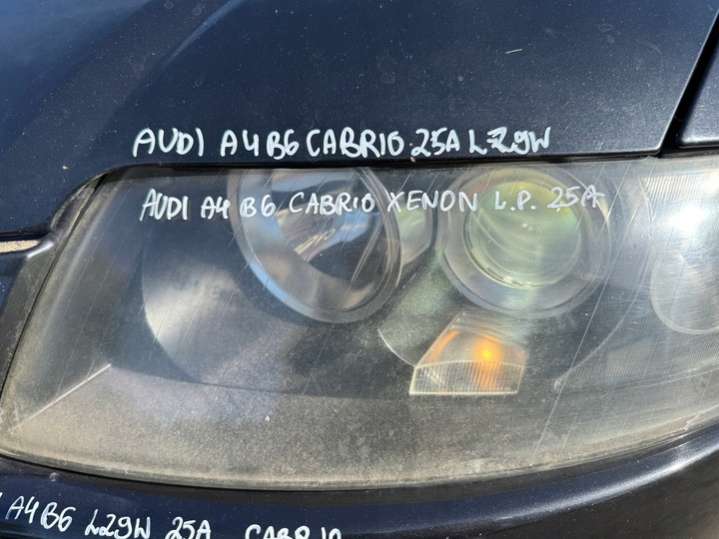 AUDI A4 B6 CABRIO 25A LZ9W
AUDI A4 B6 CABRIO XENON L.P. 25A
A4 B6 LZ9W 25A CABRIO